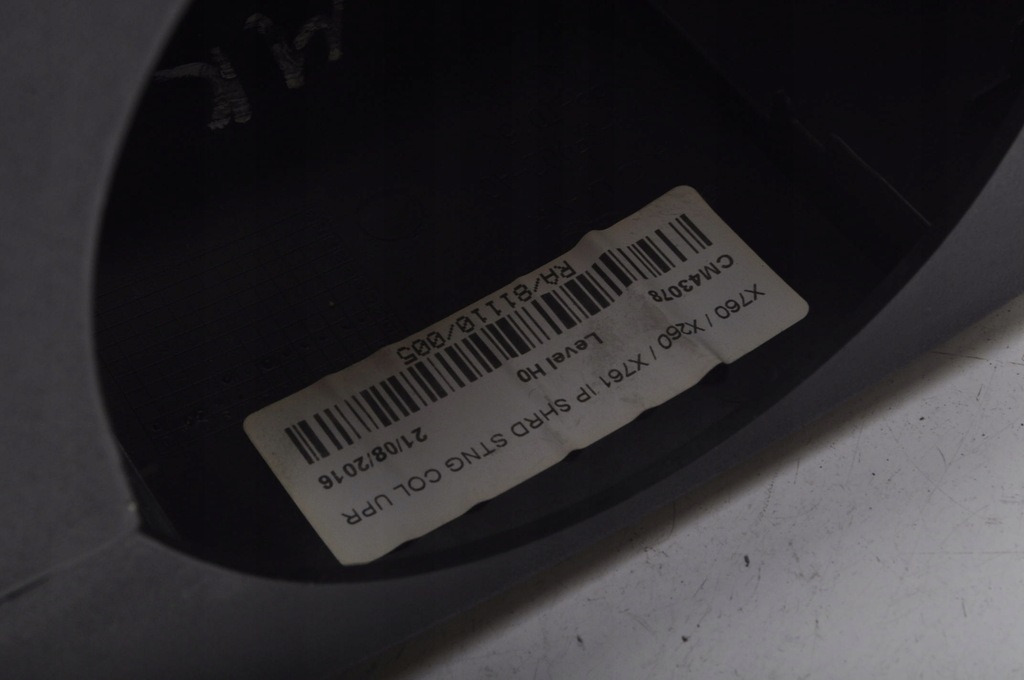 X760 / X260 / X761 IP SHRD STNG COL UPR
CM43078 Level H0 21/08/2016
RA/81110/005